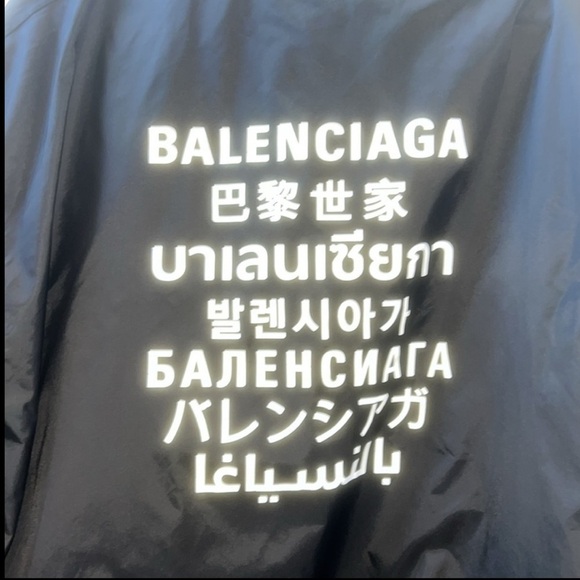 BALENCIAGA
巴黎世家
บาเลนเซียกา
발렌시아가
БАЛЕНСИАГА
バレンシアガ
بالنسياغا